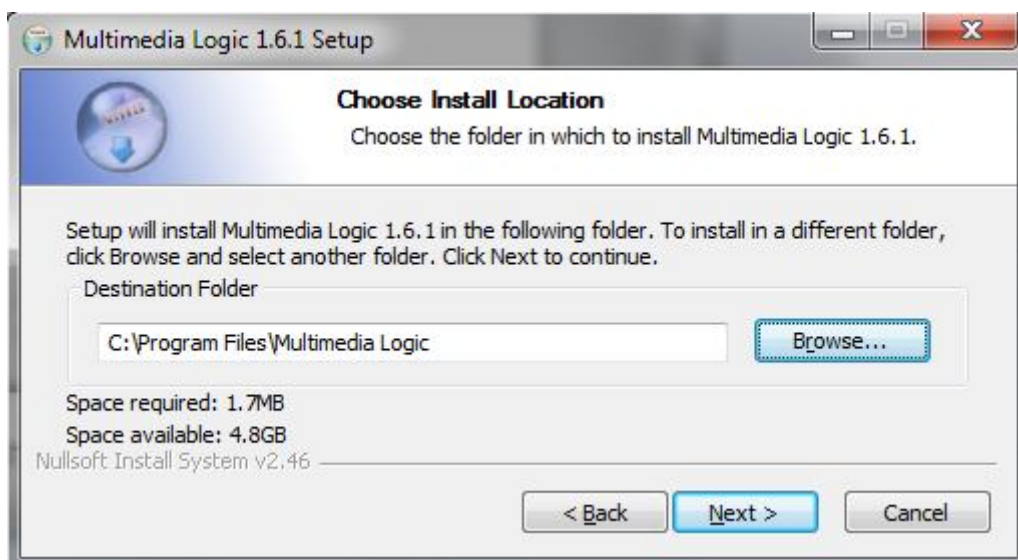 Multimedia Logic 1.6.1 Setup
Choose Install Location
Choose the folder in which to install Multimedia Logic 1.6.1.
Setup will install Multimedia Logic 1.6.1 in the following folder. To install in a different folder,
click Browse and select another folder. Click Next to continue.
Destination Folder
C:\Program Files\Multimedia Logic
Browse...
Space required: 1.7MB
Space available: 4.8GB
Nullsoft Install System v2.46
< Back Next > Cancel